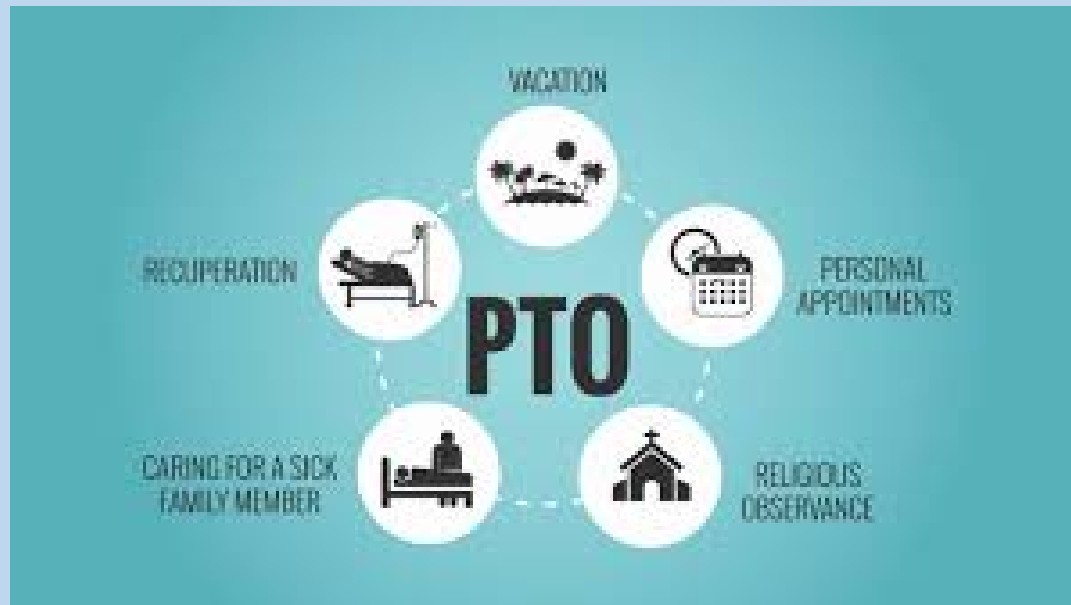 VACATION
RECUPERATION
PERSONAL
APPOINTMENTS
PTO
CARING FOR A SICK
FAMILY MEMBER
RELIGIOUS
OBSERVANCE